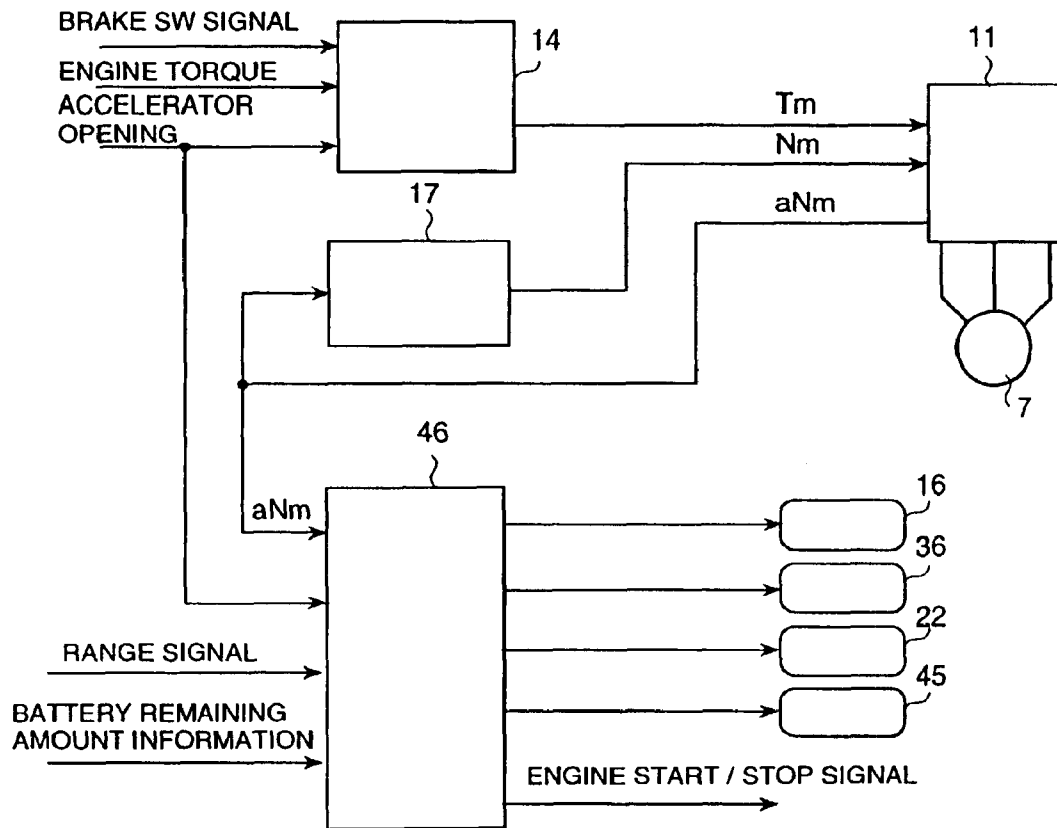 BRAKE SW SIGNAL
14
11
ENGINE TORQUE
ACCELERATOR
OPENING
Tm
Nm
17
aNm
7
46
aNm
16
36
22
RANGE SIGNAL
45
BATTERY REMAINING
AMOUNT INFORMATION
ENGINE START / STOP SIGNAL